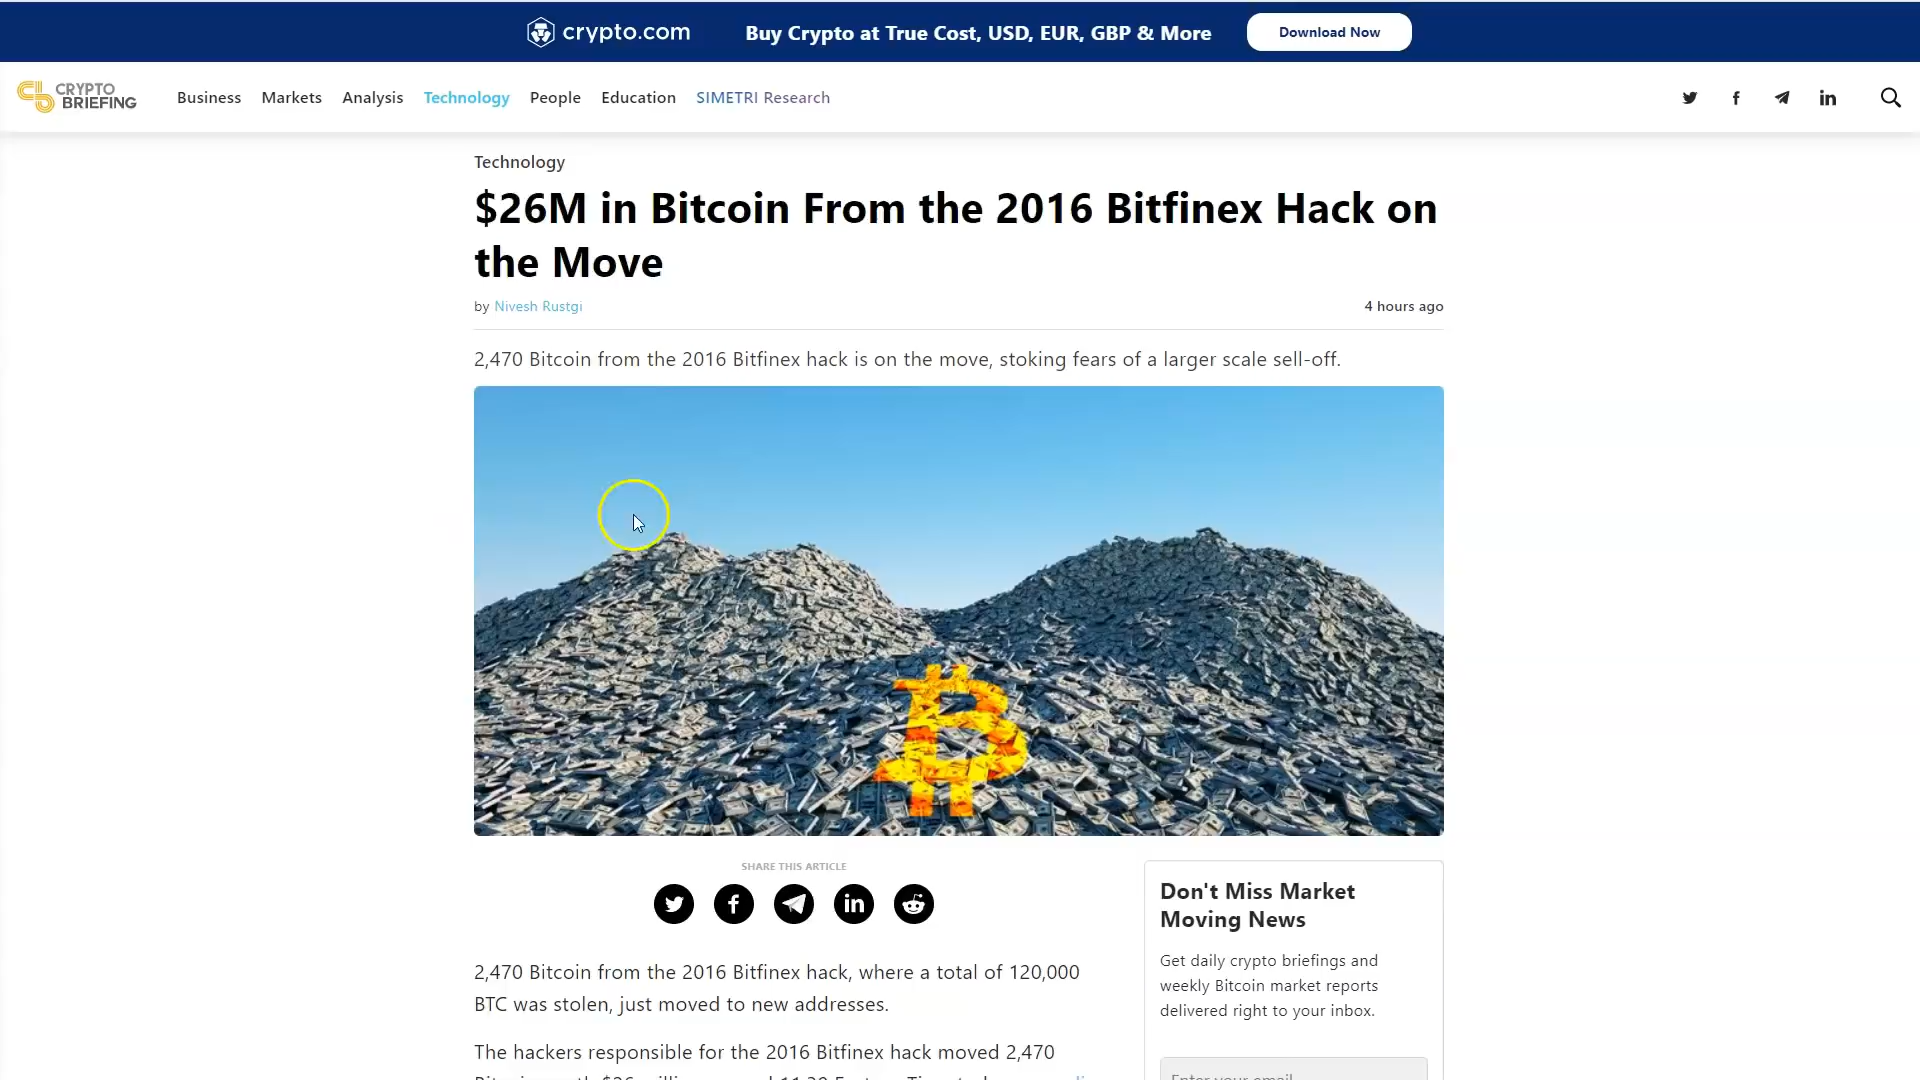 crypto.com Buy Crypto at True Cost, USD, EUR, GBP & More Download Now
CRYPTO
BRIEFING
Business Markets Analysis Technology People Education SIMETRI Research
Technology
$26M in Bitcoin From the 2016 Bitfinex Hack on
the Move
by Nivesh Rustgi 4 hours ago
2,470 Bitcoin from the 2016 Bitfinex hack is on the move, stoking fears of a larger scale sell-off.
SHARE THIS ARTICLE
2,470 Bitcoin from the 2016 Bitfinex hack, where a total of 120,000
BTC was stolen, just moved to new addresses.
The hackers responsible for the 2016 Bitfinex hack moved 2,470
Don't Miss Market
Moving News
Get daily crypto briefings and
weekly Bitcoin market reports
delivered right to your inbox.
Enter your email